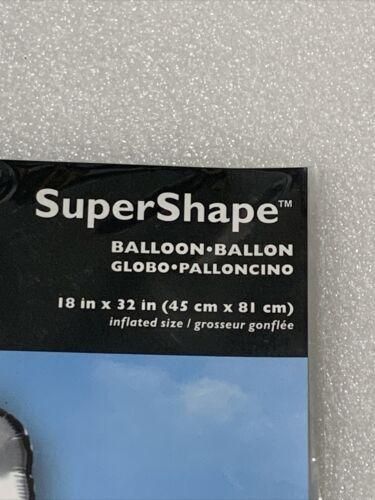 SuperShape™
BALLOON•BALLON
GLOBO•PALLONCINO
18 in x 32 in (45 cm x 81 cm)
inflated size / grosseur gonflée